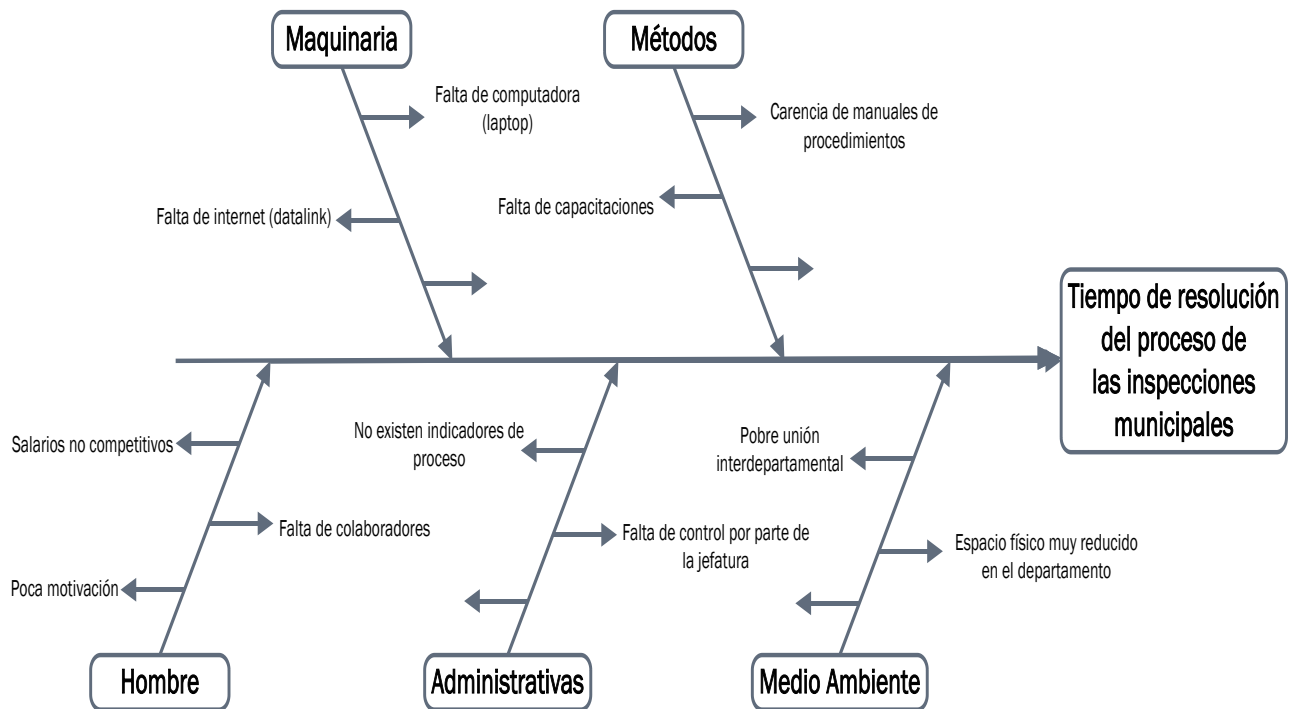 Maquinaria
Métodos
Falta de computadora
(laptop)
Carencia de manuales de
procedimientos
Falta de internet (datalink)
Falta de capacitaciones
Tiempo de resolución
del proceso de
las inspecciones
municipales
Salarios no competitivos
Falta de colaboradores
Poca motivación
No existen indicadores de
proceso
Falta de control por parte de
la jefatura
Pobre unión
interdepartamental
Espacio físico muy reducido
en el departamento
Hombre
Administrativas
Medio Ambiente